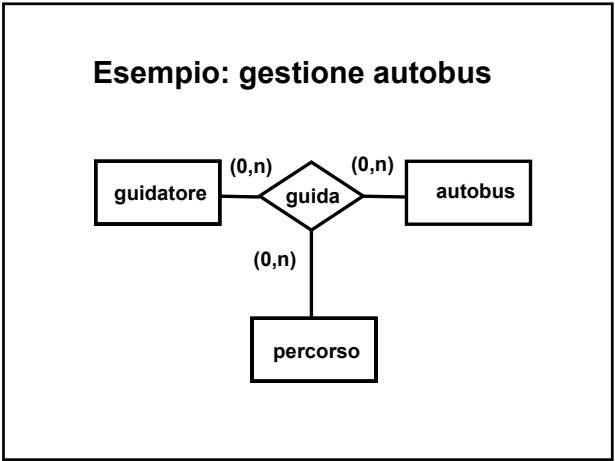 Esempio: gestione autobus
(0,n)
(0,n)
guidatore
guida
autobus
(0,n)
percorso